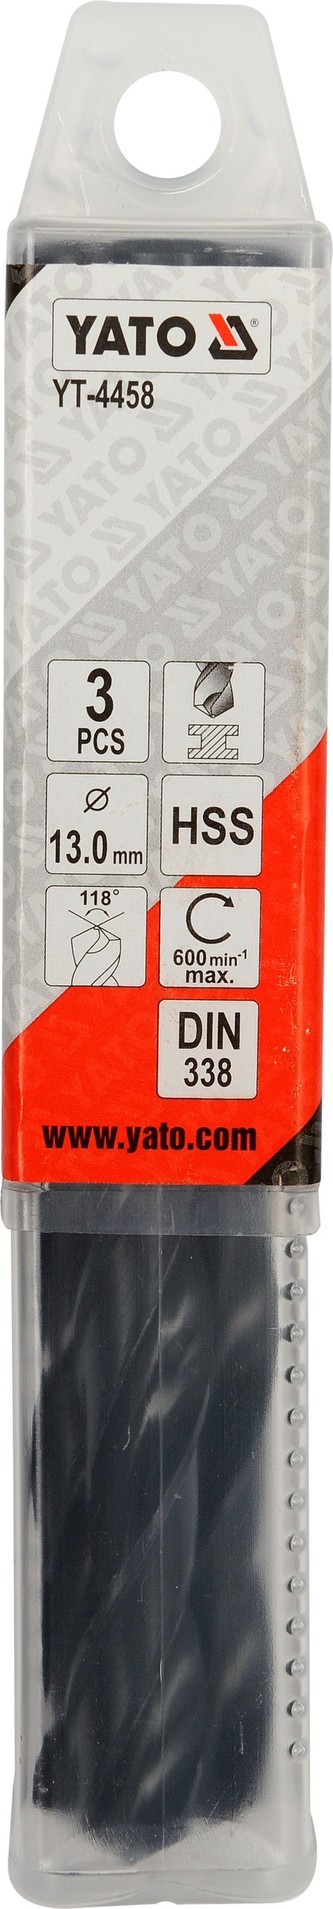 YATO ®
YT-4458
3
PCS
⌀
13.0 mm
HSS
118°
600 min-1
max.
DIN
338
www.yato.com